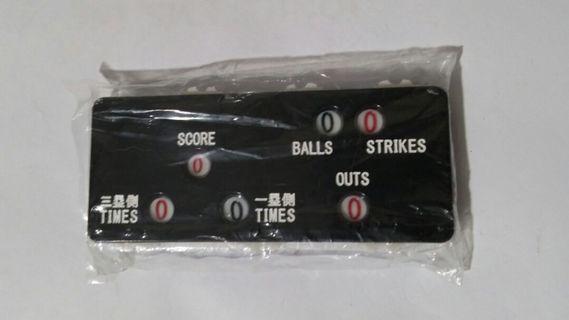 0 0
SCORE BALLS STRIKES
0
OUTS
三塁側 一塁側
TIMES 0 0 TIMES 0